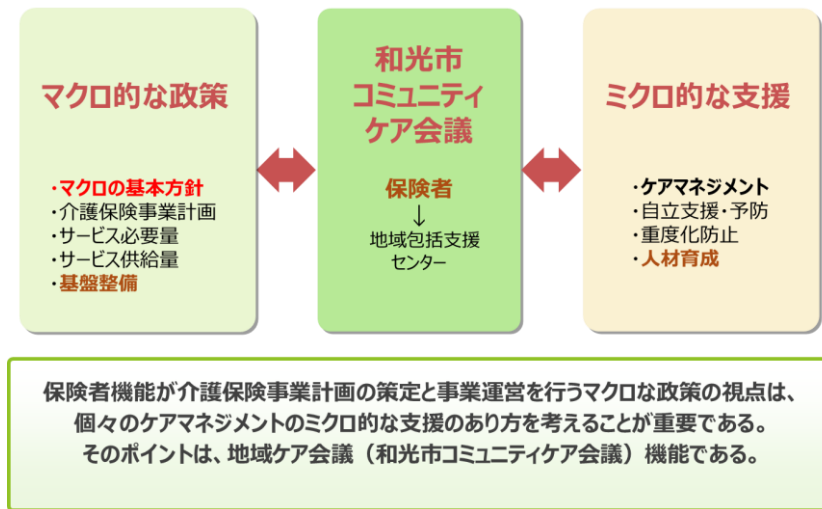 マクロ的な政策
・マクロの基本方針
・介護保険事業計画
・サービス必要量
・サービス供給量
・基盤整備
和光市
コミュニティ
ケア会議
保険者
↓
地域包括支援
センター
ミクロ的な支援
・ケアマネジメント
・自立支援・予防
・重度化防止
・人材育成
保険者機能が介護保険事業計画の策定と事業運営を行うマクロな政策の視点は、
個々のケアマネジメントのミクロ的な支援のあり方を考えることが重要である。
そのポイントは、地域ケア会議（和光市コミュニティケア会議）機能である。